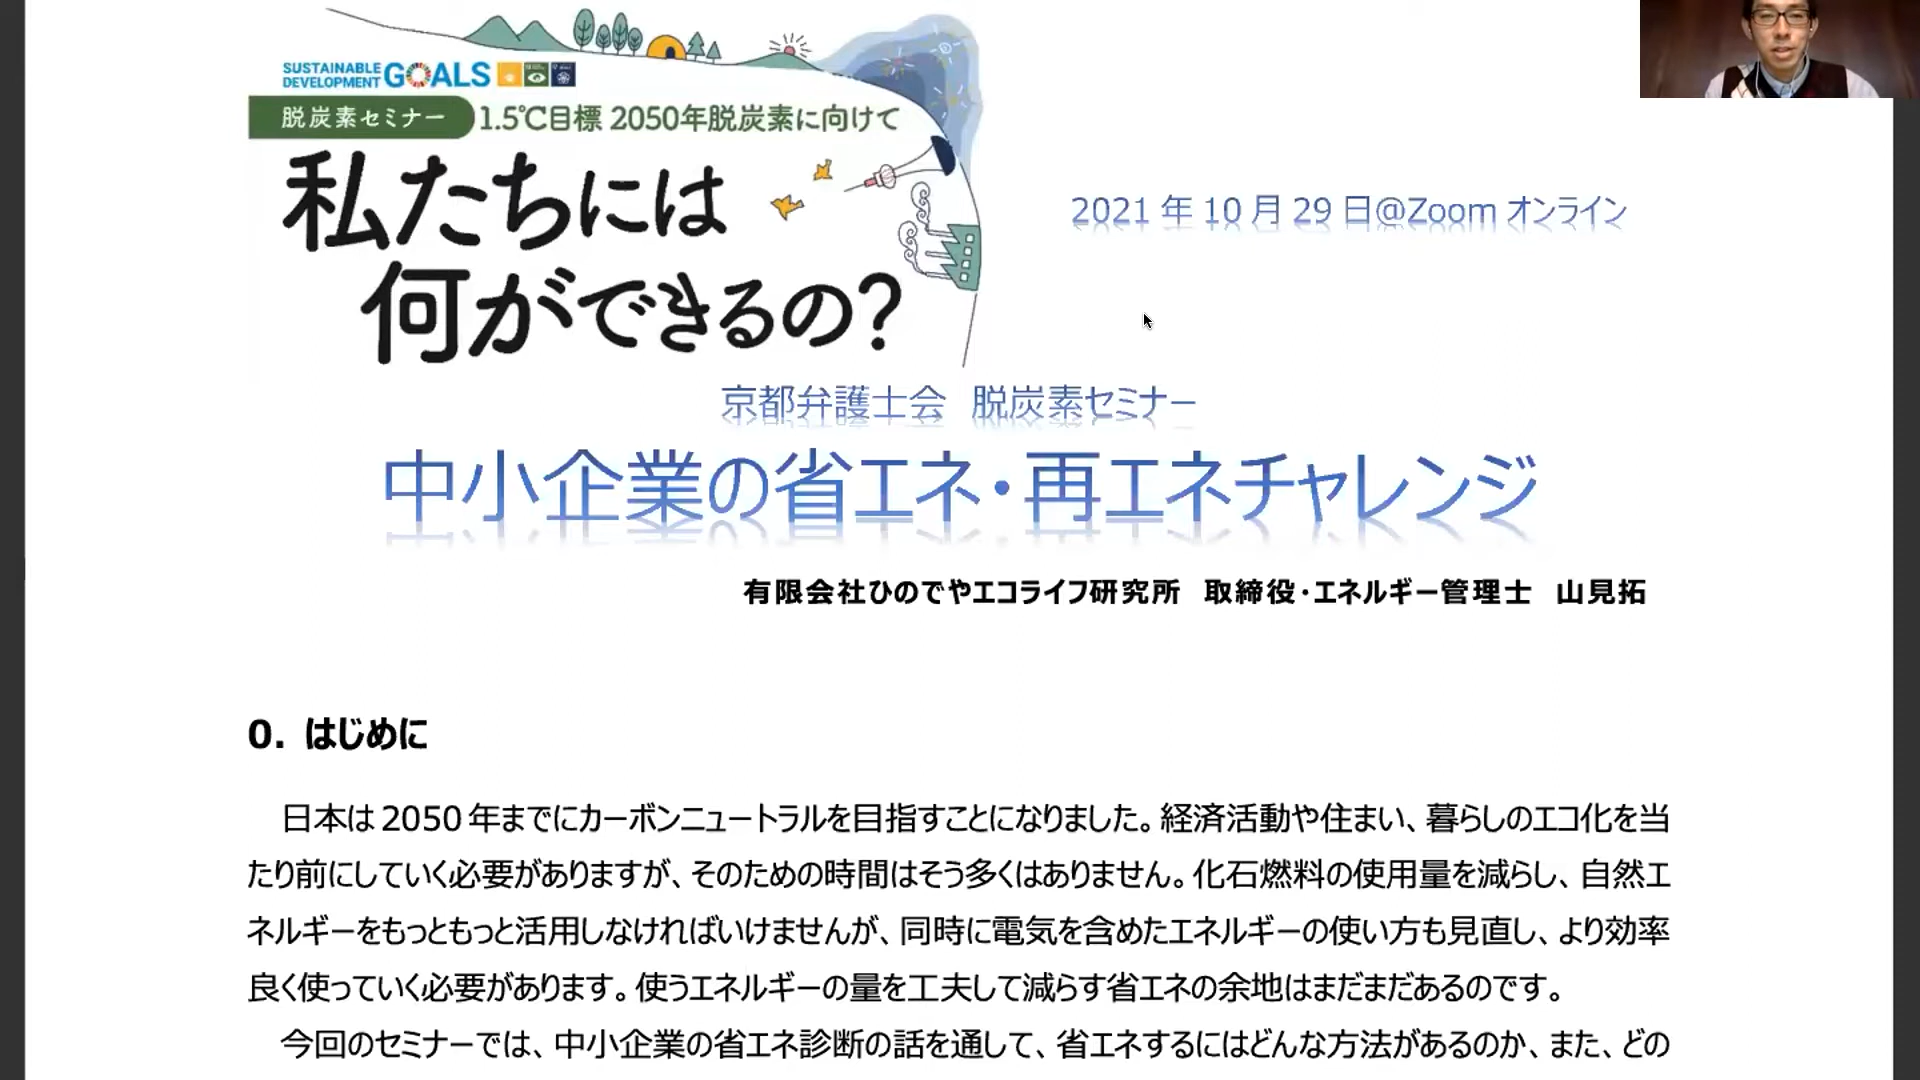 SUSTAINABLE
DEVELOPMENT GOALS
脱炭素セミナー 1.5℃目標 2050年脱炭素に向けて
私たちには
何ができるの?
2021年10月29日@Zoomオンライン
京都弁護士会 脱炭素セミナー
中小企業の省エネ・再エネチャレンジ
有限会社ひのでやエコライフ研究所 取締役・エネルギー管理士 山見拓
0. はじめに
日本は2050年までにカーボンニュートラルを目指すことになりました。経済活動や住まい、暮らしのエコ化を当
たり前にしていく必要がありますが、そのための時間はそう多くはありません。化石燃料の使用量を減らし、自然エ
ネルギーをもっともっと活用しなければいけませんが、同時に電気を含めたエネルギーの使い方も見直し、より効率
良く使っていく必要があります。使うエネルギーの量を工夫して減らす省エネの余地はまだまだあるのです。
今回のセミナーでは、中小企業の省エネ診断の話を通して、省エネするにはどんな方法があるのか、また、どの